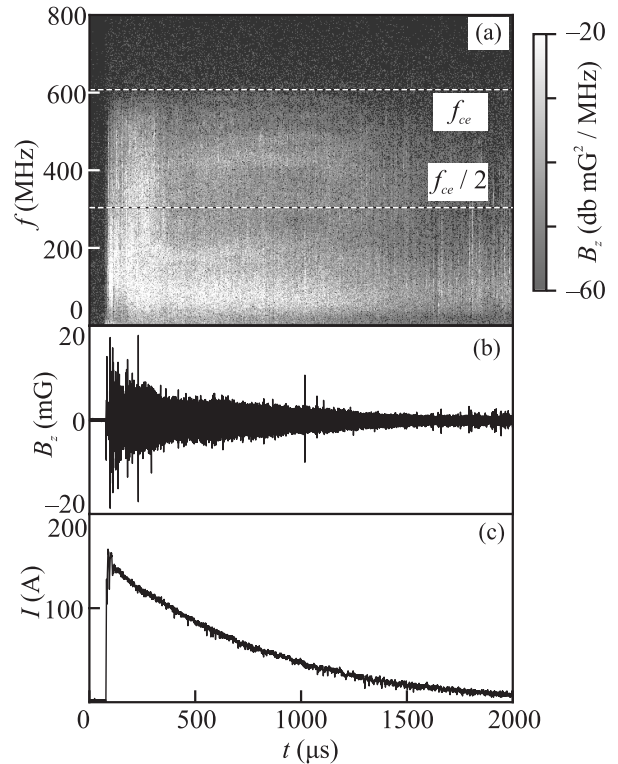 800
(a)
–20
600
f_ce
400
f_ce / 2
200
0
f (MHz)
B_z (db mG² / MHz)
–60
20
(b)
0
–20
B_z (mG)
200
(c)
100
I (A)
0
500
1000
1500
2000
t (μs)